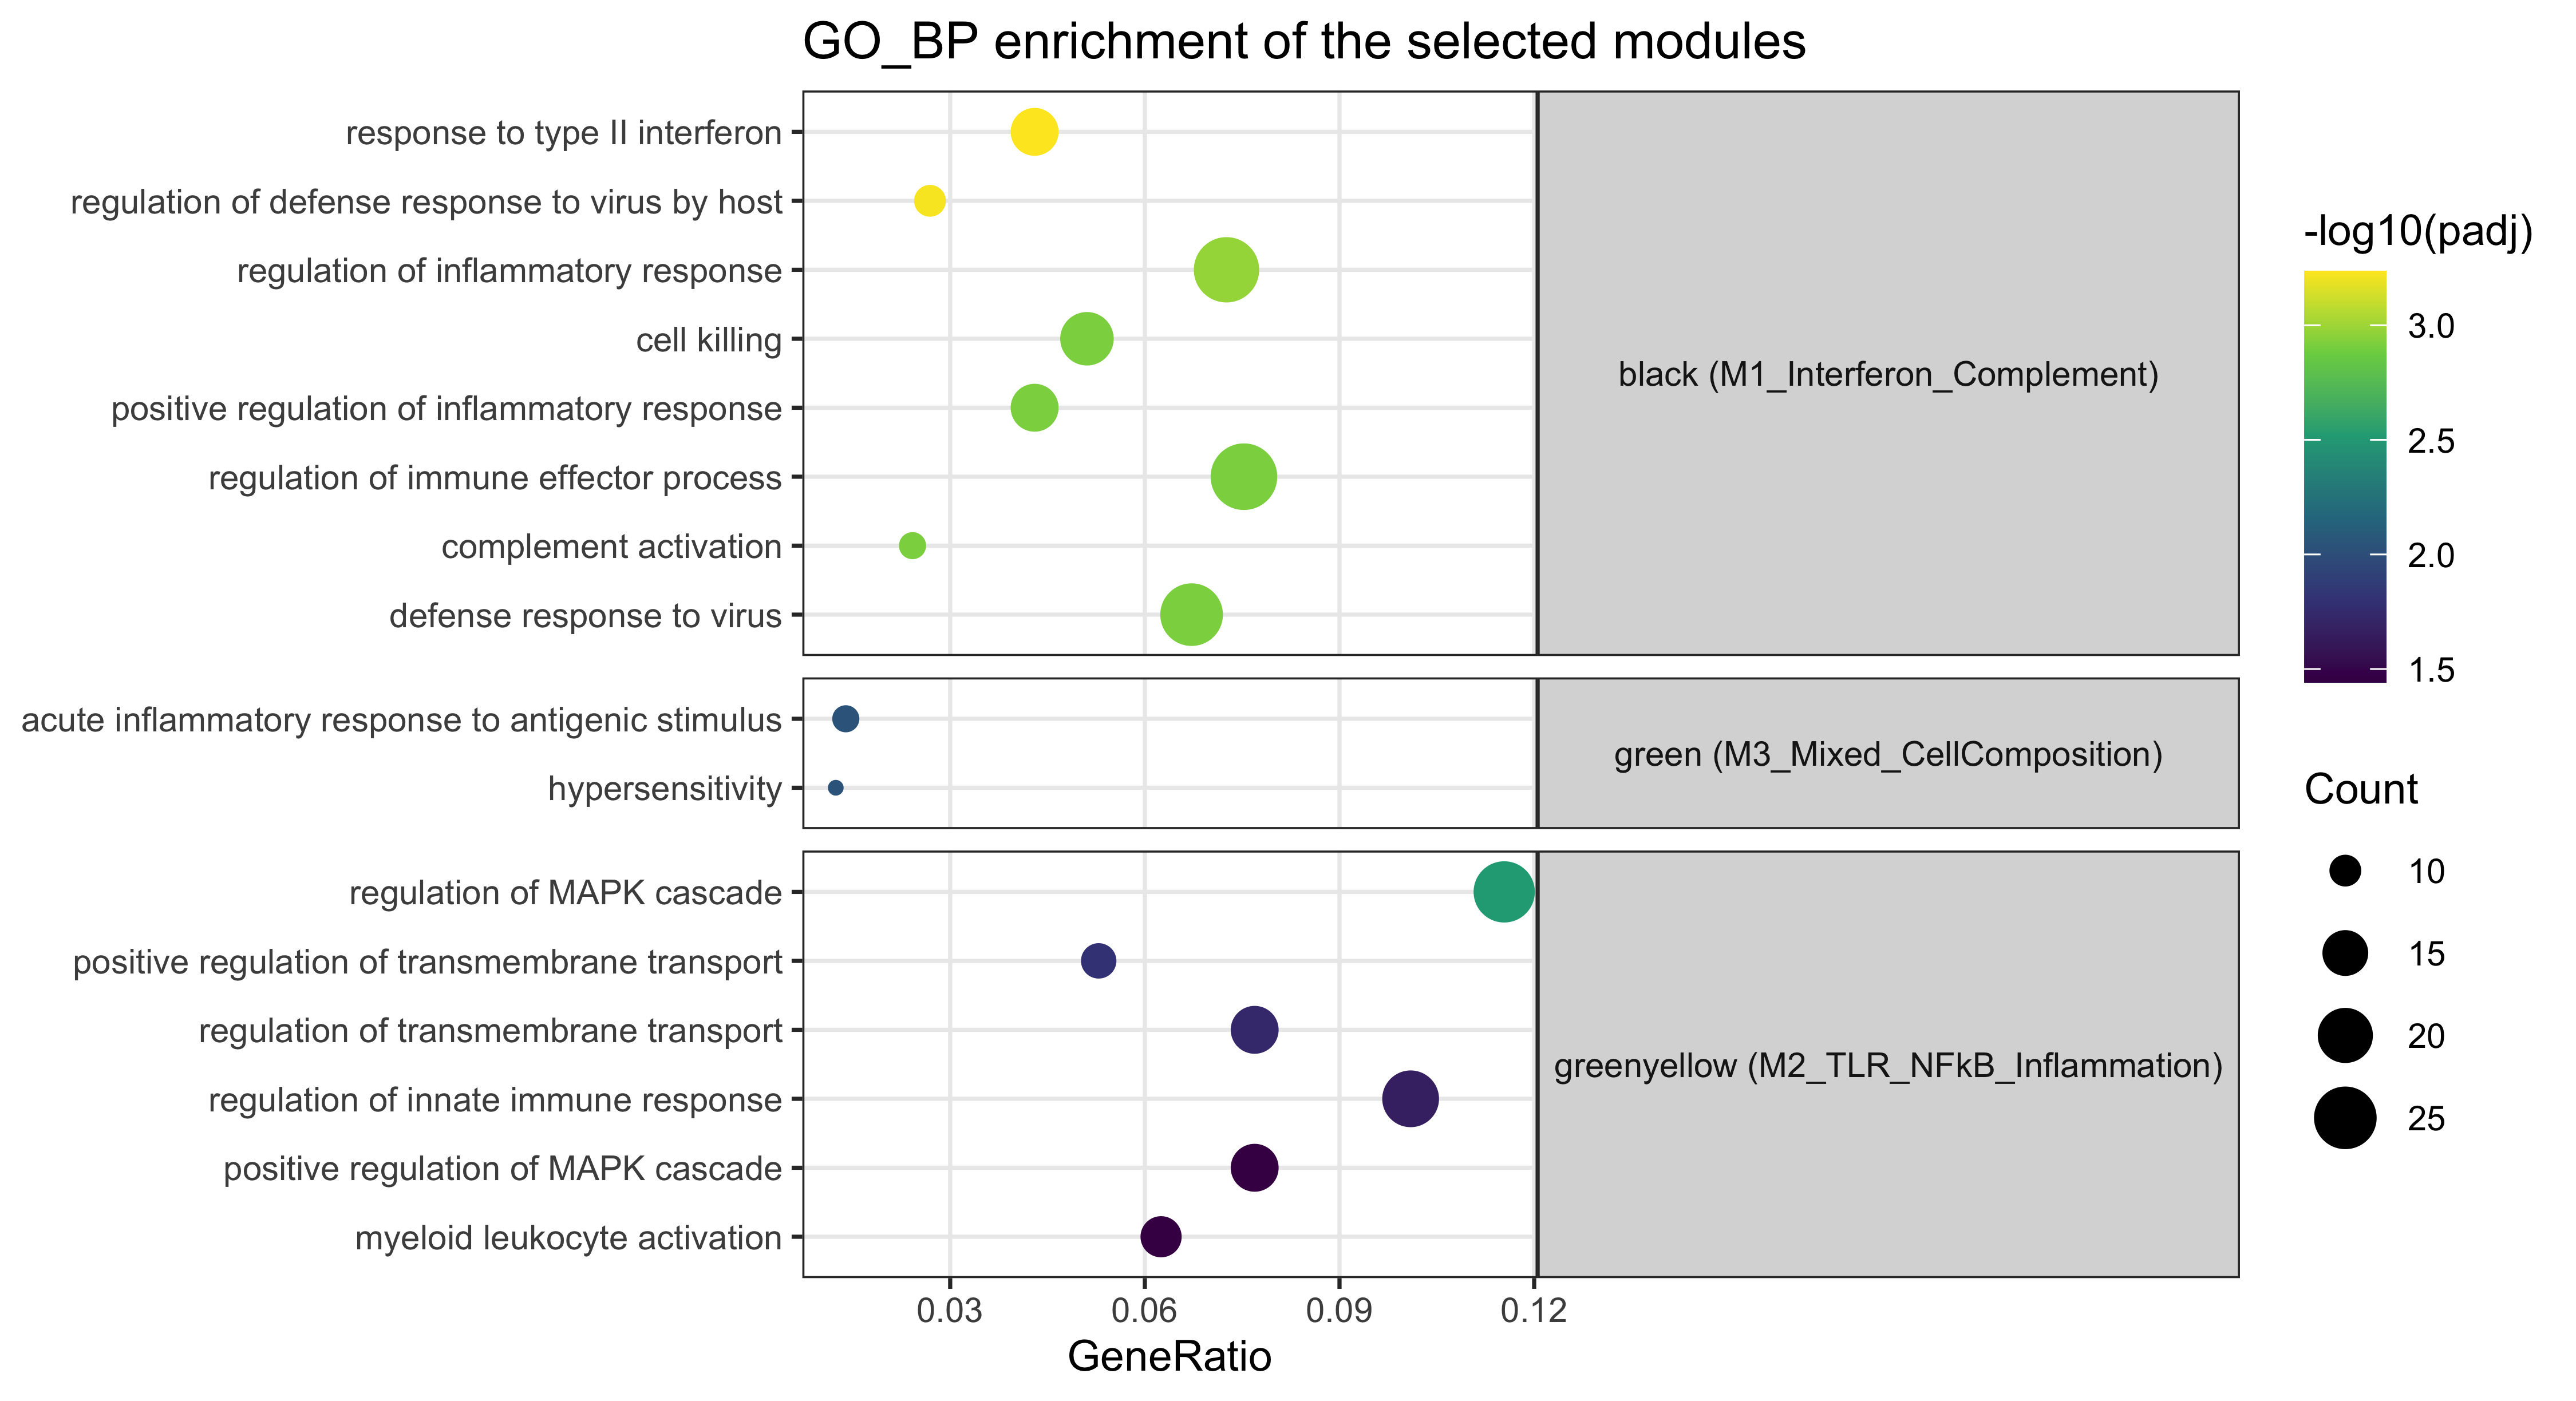 GO_BP enrichment of the selected modules
response to type II interferon
regulation of defense response to virus by host
regulation of inflammatory response
cell killing
positive regulation of inflammatory response
regulation of immune effector process
complement activation
defense response to virus
black (M1_Interferon_Complement)
acute inflammatory response to antigenic stimulus
hypersensitivity
green (M3_Mixed_CellComposition)
regulation of MAPK cascade
positive regulation of transmembrane transport
regulation of transmembrane transport
regulation of innate immune response
positive regulation of MAPK cascade
myeloid leukocyte activation
greenyellow (M2_TLR_NFkB_Inflammation)
0.03 0.06 0.09 0.12
GeneRatio
-log10(padj)
3.0
2.5
2.0
1.5
Count
10
15
20
25